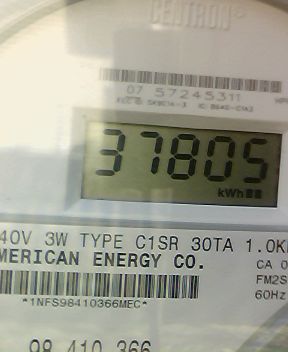 CENTRON®
07 57245311
37805
kWh
40V 3W TYPE C1SR 30TA 1.0K
MERICAN ENERGY CO.
CA 0
FM2S
*1NFS98410366MEC*
60Hz
98 410 366